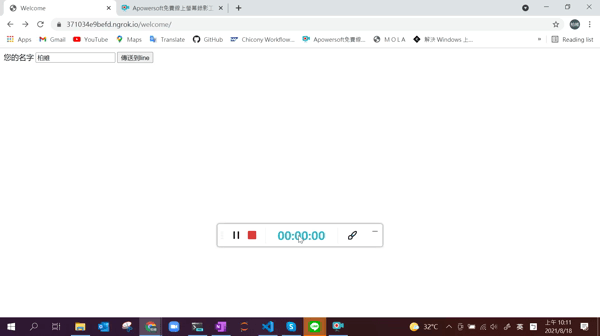 Welcome
Apowersoft免費線上螢幕錄影工
371034e9befd.ngrok.io/welcome/
Apps Gmail YouTube Maps Translate GitHub Chicony Workflow... Apowersoft免費... M O L A 解決 Windows 上... » Reading list
您的名字 柏維 傳送到line
00:00:00
32°C 英
上午 10:11
2021/8/18